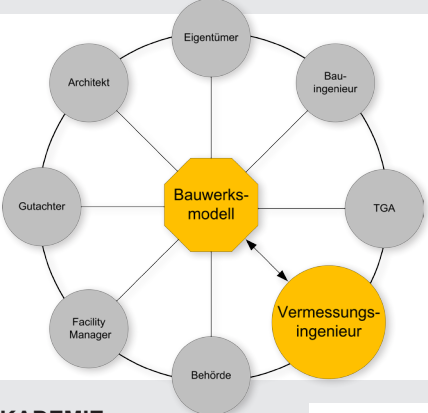 Eigentümer
Architekt
Bau-
ingenieur
Gutachter
Bauwerks-
modell
TGA
Facility
Manager
Vermessungs-
ingenieur
Behörde
KADEMIE